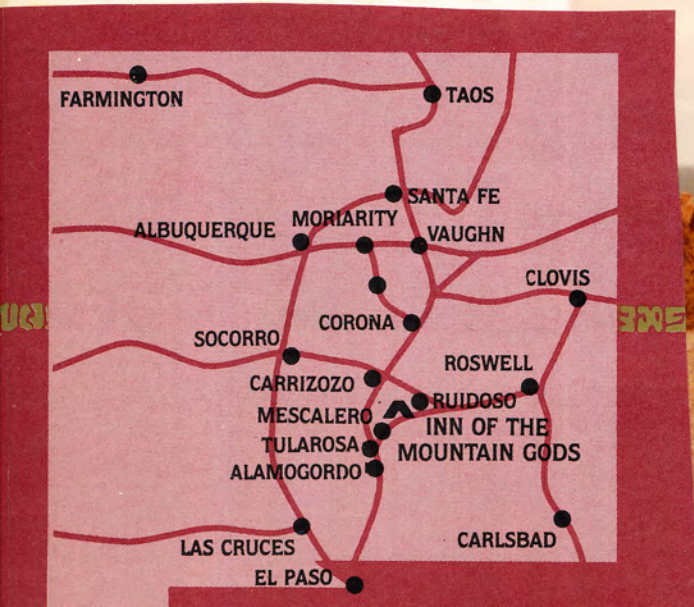 FARMINGTON
TAOS
SANTA FE
MORIARITY
ALBUQUERQUE
VAUGHN
CLOVIS
CORONA
SOCORRO
ROSWELL
CARRIZOZO
RUIDOSO
MESCALERO
INN OF THE
TULAROSA
MOUNTAIN GODS
ALAMOGORDO
CARLSBAD
LAS CRUCES
EL PASO